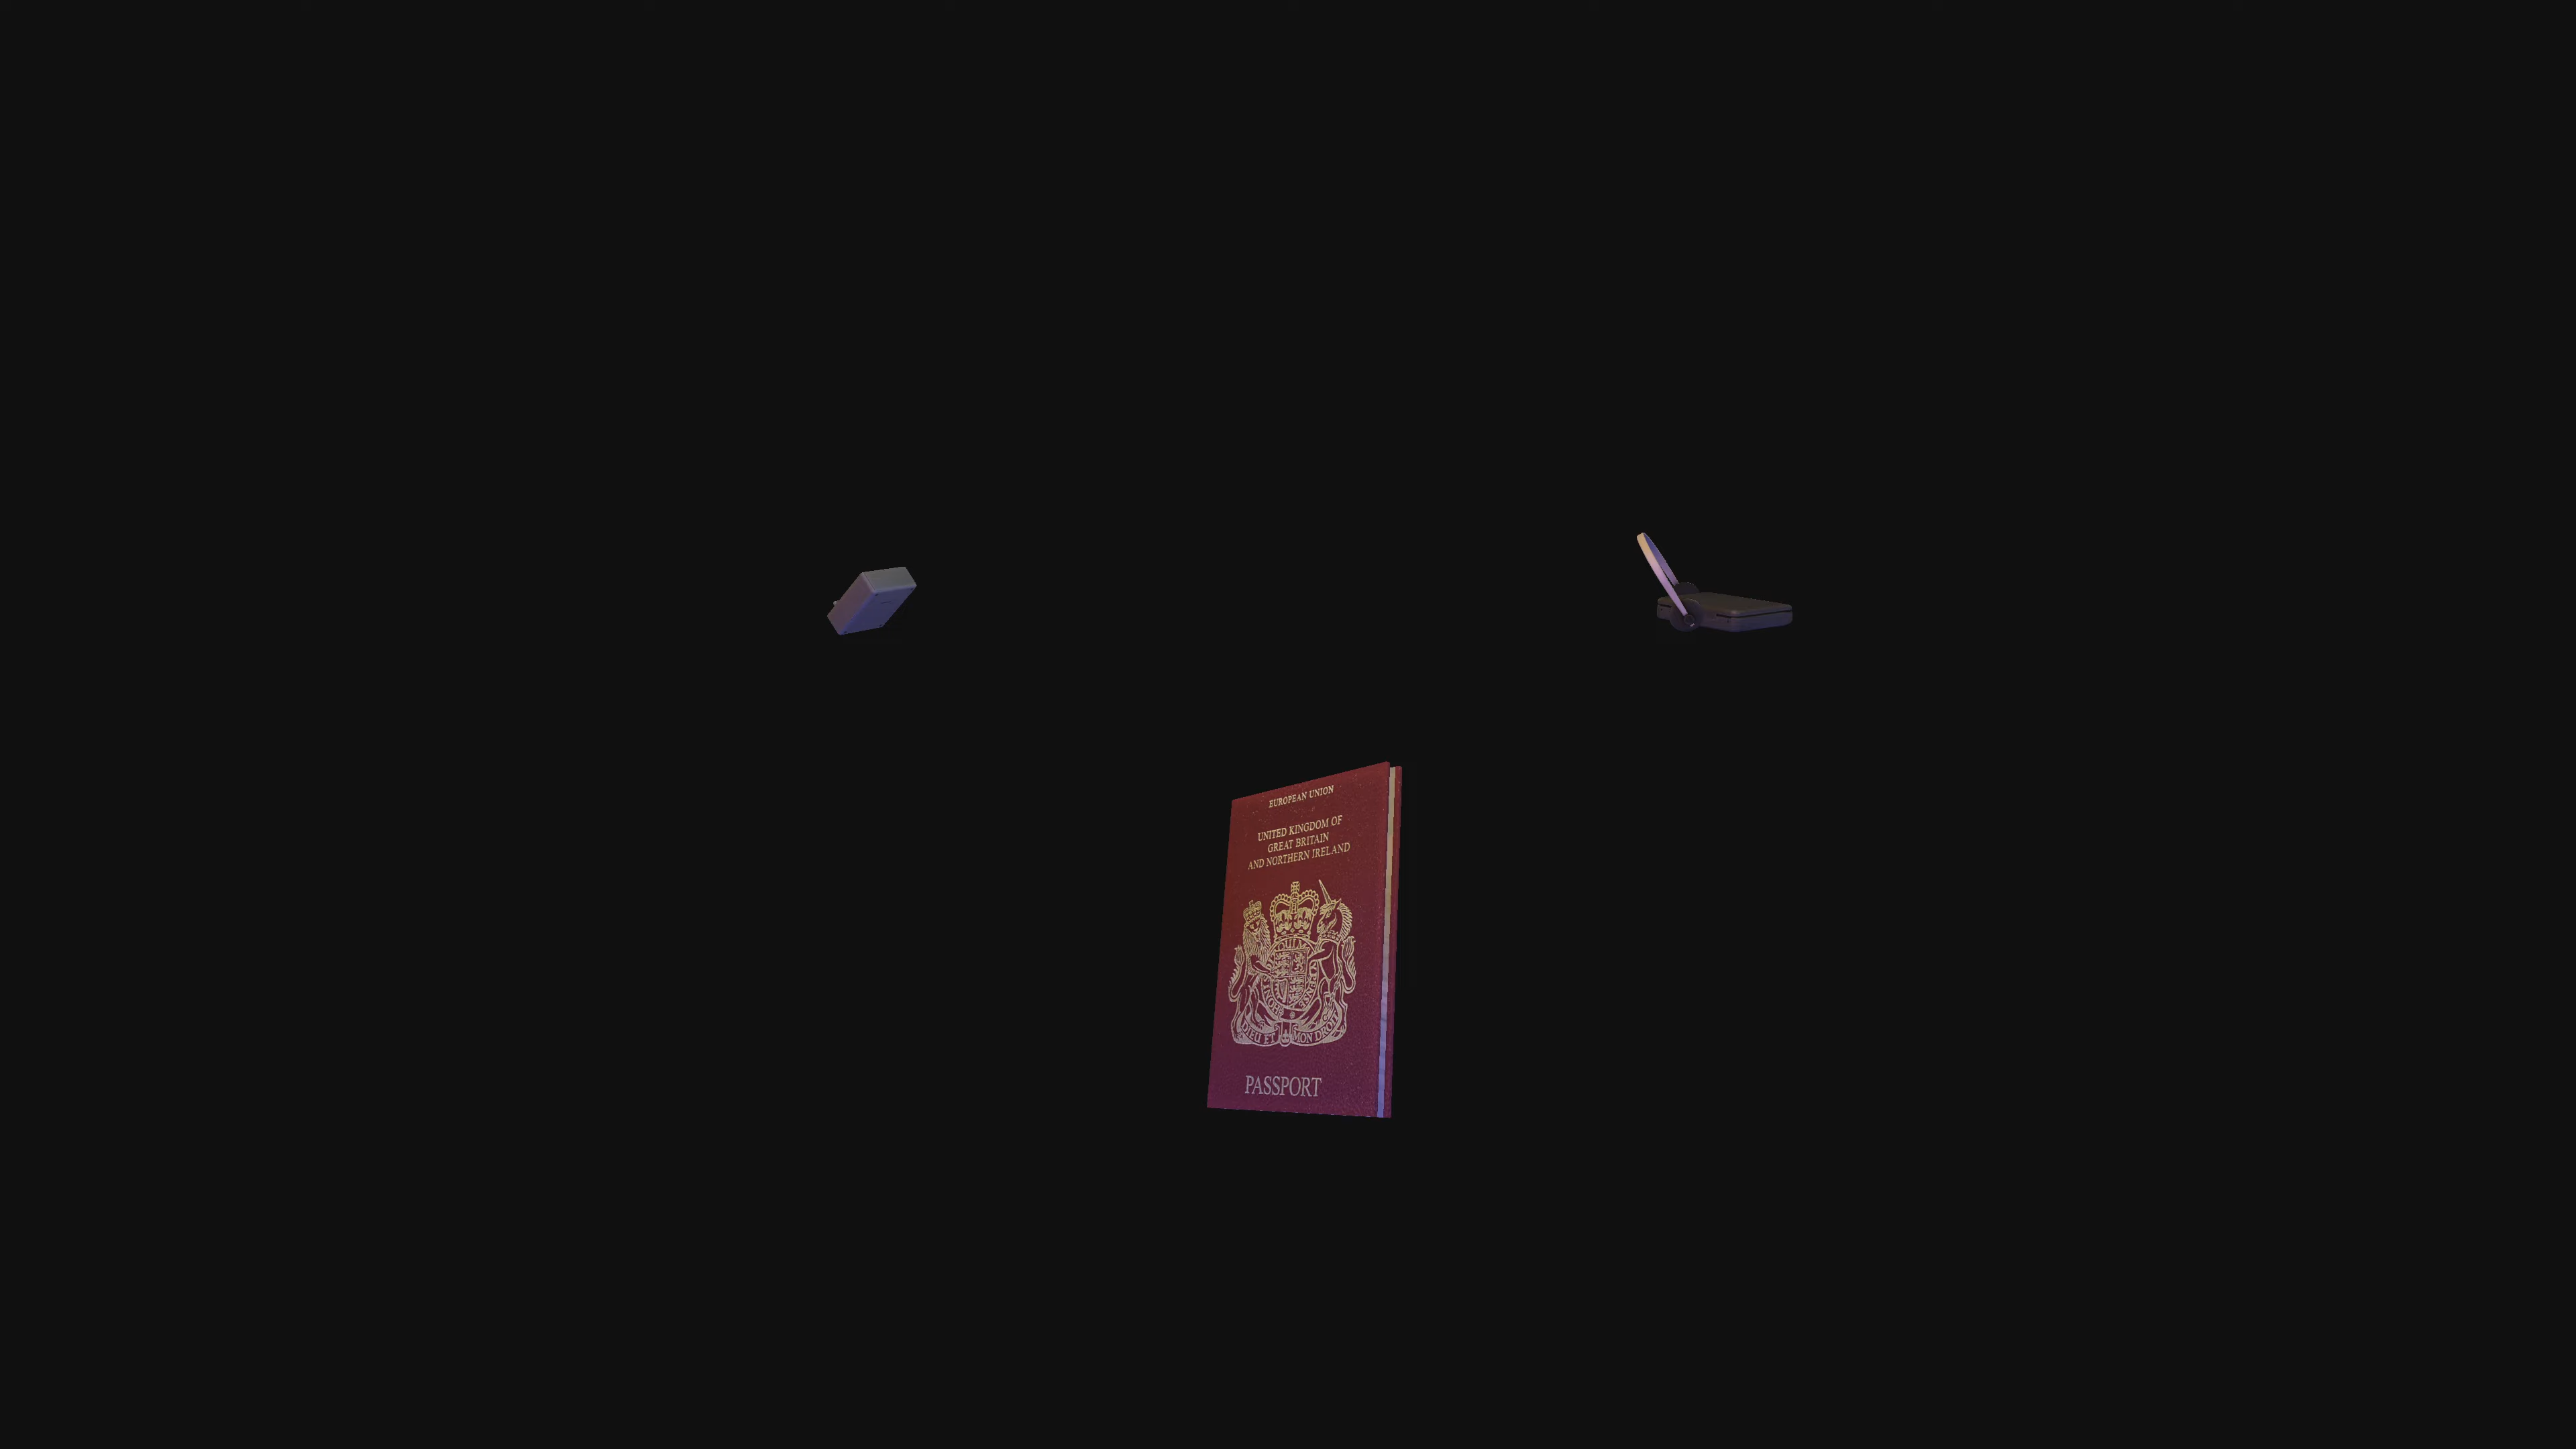 EUROPEAN UNION
UNITED KINGDOM OF
GREAT BRITAIN
AND NORTHERN IRELAND
DIEU ET MON DROIT
PASSPORT